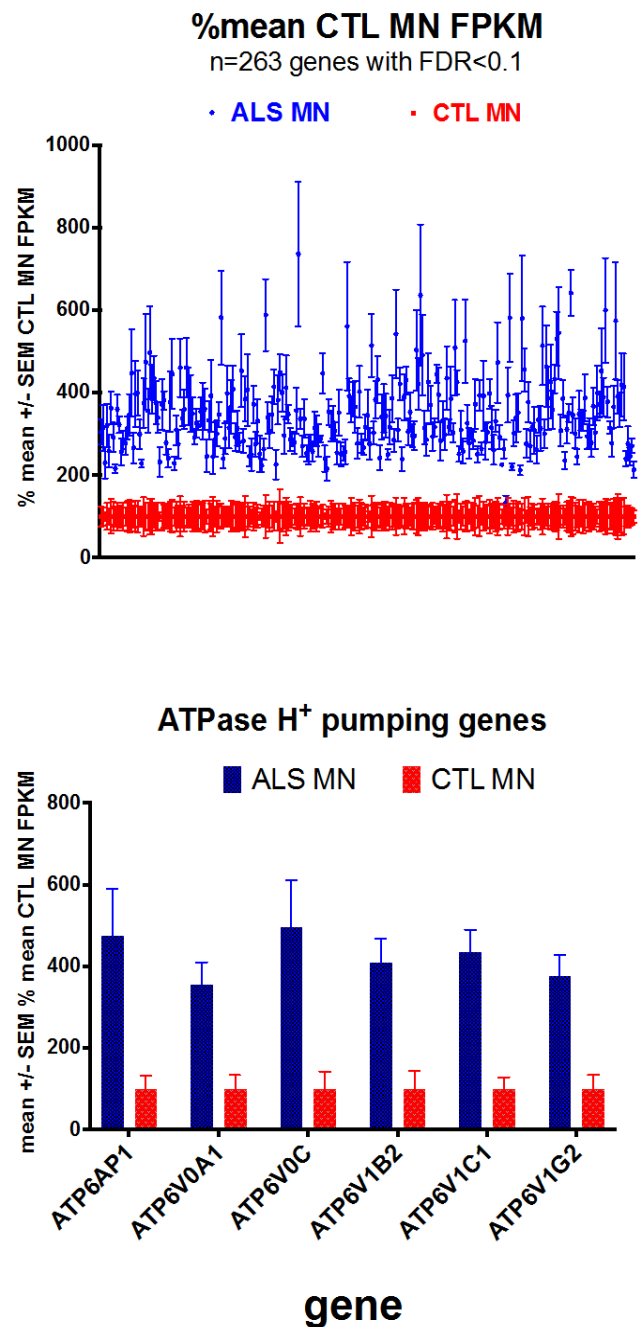 %mean CTL MN FPKM
n=263 genes with FDR<0.1
ALS MN CTL MN
% mean +/- SEM CTL MN FPKM
1000
800
600
400
200
0
ATPase H⁺ pumping genes
ALS MN CTL MN
mean +/- SEM % mean CTL MN FPKM
800
600
400
200
0
ATP6AP1 ATP6V0A1 ATP6V0C ATP6V1B2 ATP6V1C1 ATP6V1G2
gene